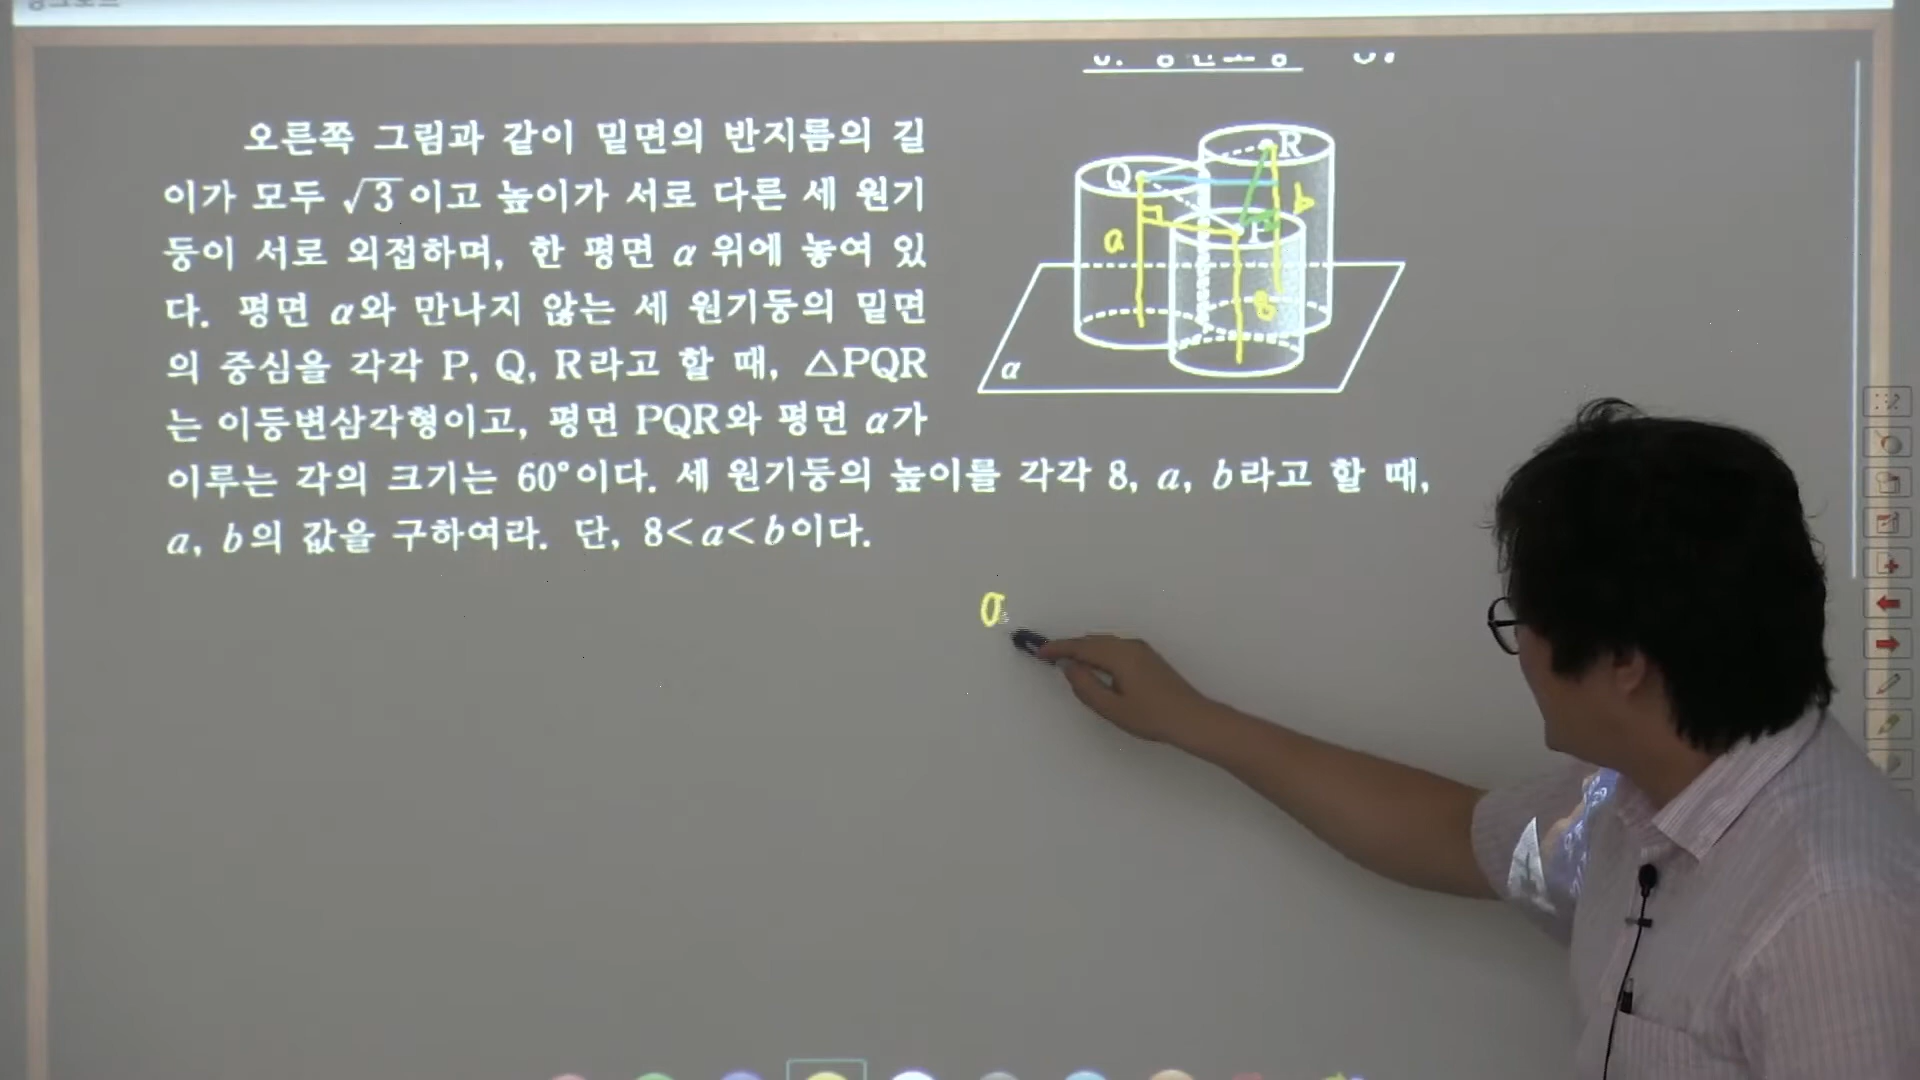 오른쪽 그림과 같이 밑면의 반지름의 길
이가 모두 √3 이고 높이가 서로 다른 세 원기
둥이 서로 외접하며, 한 평면 α 위에 놓여 있
다. 평면 α와 만나지 않는 세 원기둥의 밑면
의 중심을 각각 P, Q, R라고 할 때, △PQR
는 이등변삼각형이고, 평면 PQR와 평면 α가
이루는 각의 크기는 60°이다. 세 원기둥의 높이를 각각 8, a, b라고 할 때,
a, b의 값을 구하여라. 단, 8<a<b이다.
R
Q
b
a
P
8
α
a